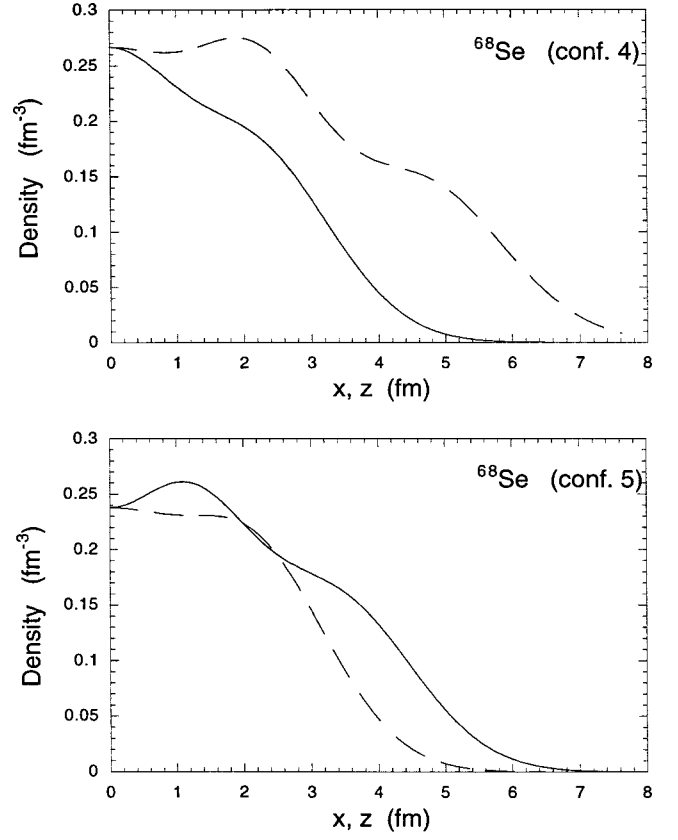 0.3
⁶⁸Se (conf. 4)
0.25
0.2
0.15
0.1
0.05
0
Density (fm⁻³)
0 1 2 3 4 5 6 7 8
x, z (fm)
0.3
⁶⁸Se (conf. 5)
0.25
0.2
0.15
0.1
0.05
0
Density (fm⁻³)
0 1 2 3 4 5 6 7 8
x, z (fm)